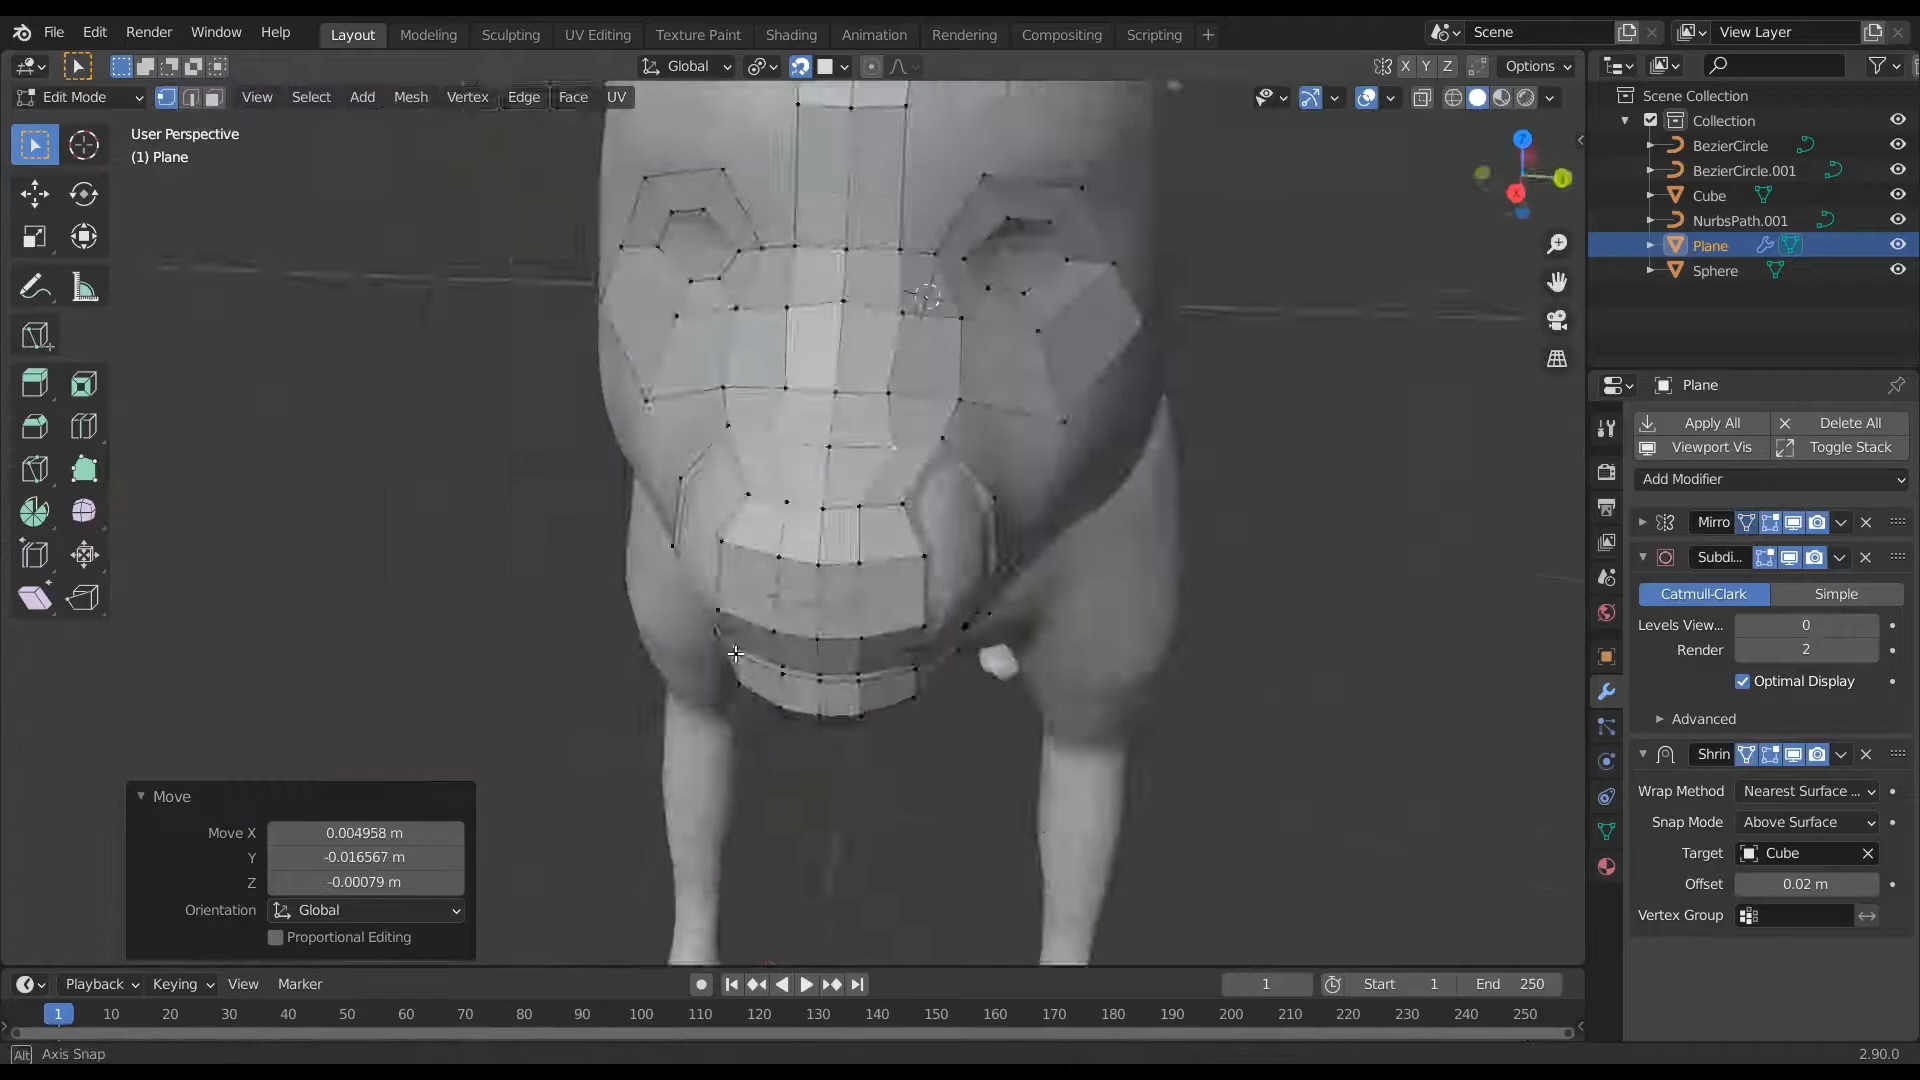 File Edit Render Window Help
Layout Modeling Sculpting UV Editing Texture Paint Shading Animation Rendering Compositing Scripting +
Scene
View Layer
Global
X Y Z
Options
Edit Mode
View Select Add Mesh Vertex Edge Face UV
User Perspective
(1) Plane
Z
Y
X
Scene Collection
Collection
BezierCircle
BezierCircle.001
Cube
NurbsPath.001
Plane
Sphere
Plane
Apply All
Delete All
Viewport Vis
Toggle Stack
Add Modifier
Mirro
Subdi...
Catmull-Clark
Simple
Levels View...
0
Render
2
Optimal Display
Advanced
Shrin
Wrap Method
Nearest Surface ...
Snap Mode
Above Surface
Target
Cube
Offset
0.02 m
Vertex Group
Move
Move X
0.004958 m
Y
-0.016567 m
Z
-0.00079 m
Orientation
Global
Proportional Editing
Playback Keying View Marker
1
Start 1
End 250
1 10 20 30 40 50 60 70 80 90 100 110 120 130 140 150 160 170 180 190 200 210 220 230 240 250
Alt Axis Snap
2.90.0